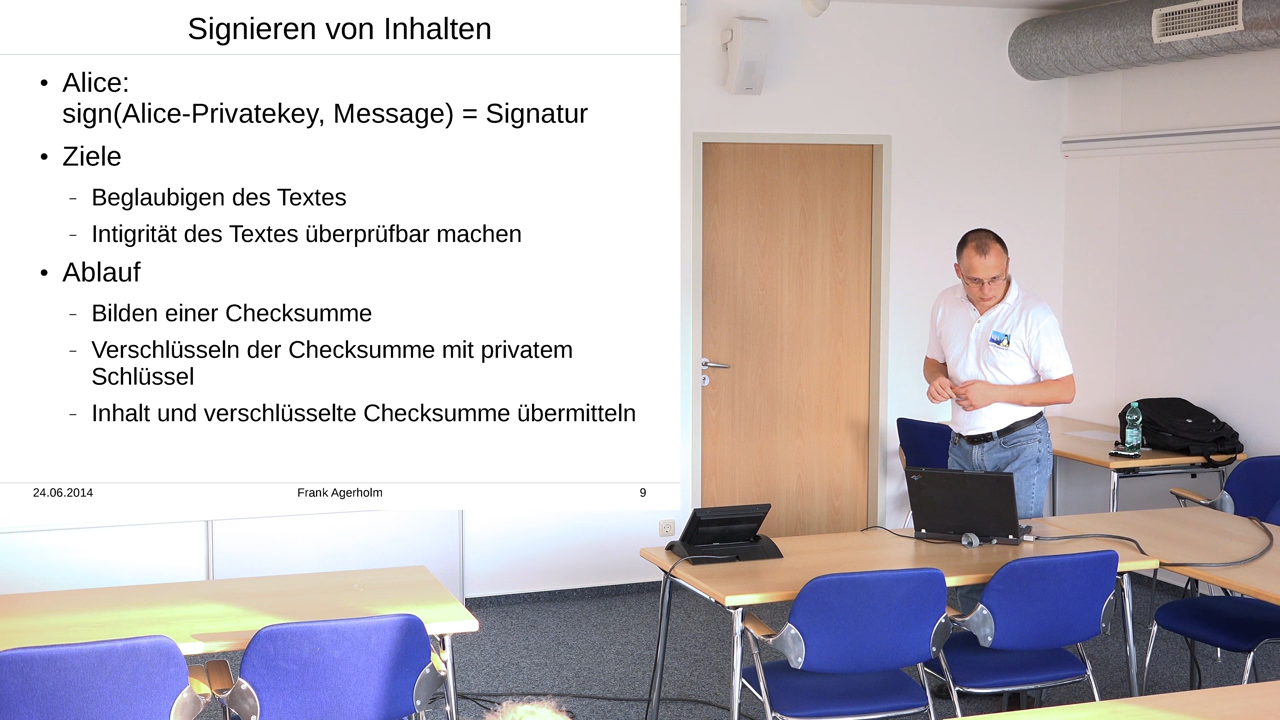 Signieren von Inhalten
• Alice:
sign(Alice-Privatekey, Message) = Signatur
• Ziele
– Beglaubigen des Textes
– Intigrität des Textes überprüfbar machen
• Ablauf
– Bilden einer Checksumme
– Verschlüsseln der Checksumme mit privatem
Schlüssel
– Inhalt und verschlüsselte Checksumme übermitteln
24.06.2014 Frank Agerholm 9